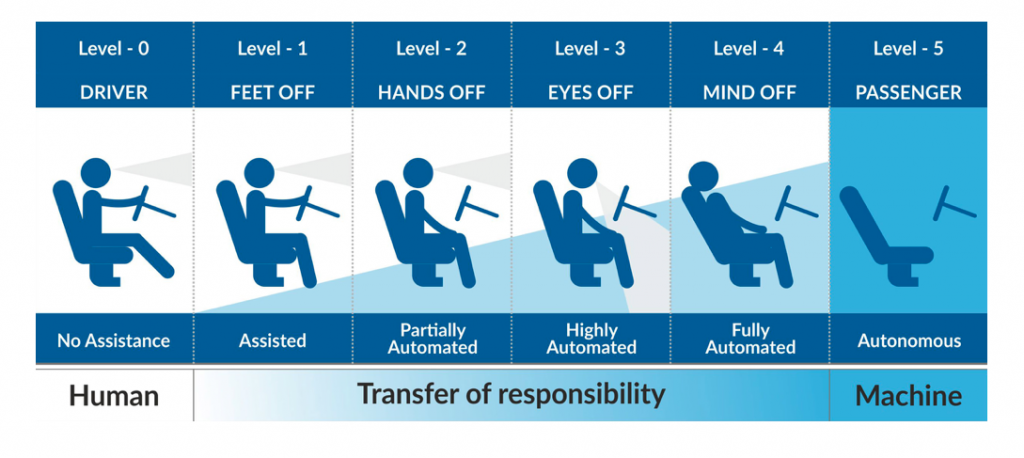 Level - 0
Level - 1
Level - 2
Level - 3
Level - 4
Level - 5
DRIVER
FEET OFF
HANDS OFF
EYES OFF
MIND OFF
PASSENGER
No Assistance
Assisted
Partially
Automated
Highly
Automated
Fully
Automated
Autonomous
Human
Transfer of responsibility
Machine